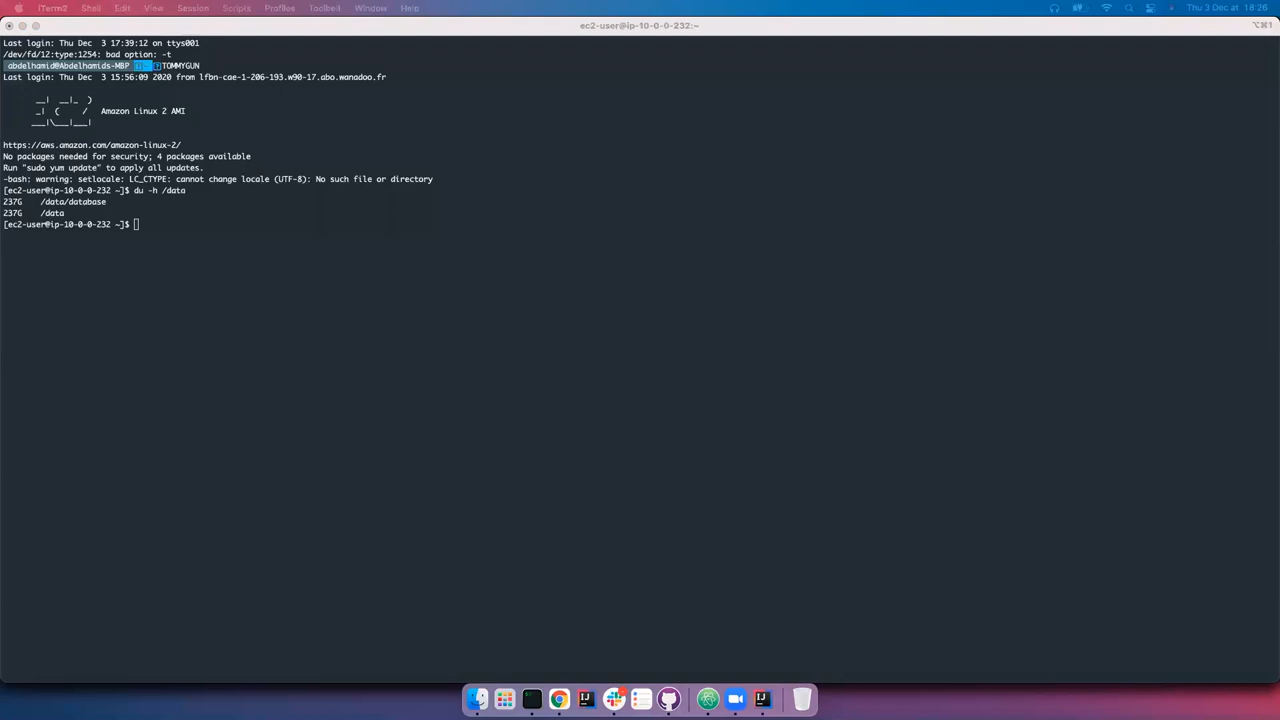 iTerm2 Shell Edit View Session Scripts Profiles Toolbelt Window Help Thu 3 Dec at 18:26
ec2-user@ip-10-0-0-232:~ ⌥⌘1
Last login: Thu Dec  3 17:39:12 on ttys001
/dev/fd/12:type:1254: bad option: -t
abdelhamid@Abdelhamids-MBP TOMMYGUN
Last login: Thu Dec  3 15:56:09 2020 from lfbn-cae-1-206-193.w90-17.abo.wanadoo.fr
__|  __|_  )
_|  (     /   Amazon Linux 2 AMI
___|\___|___|
https://aws.amazon.com/amazon-linux-2/
No packages needed for security; 4 packages available
Run "sudo yum update" to apply all updates.
-bash: warning: setlocale: LC_CTYPE: cannot change locale (UTF-8): No such file or directory
[ec2-user@ip-10-0-0-232 ~]$ du -h /data
237G    /data/database
237G    /data
[ec2-user@ip-10-0-0-232 ~]$